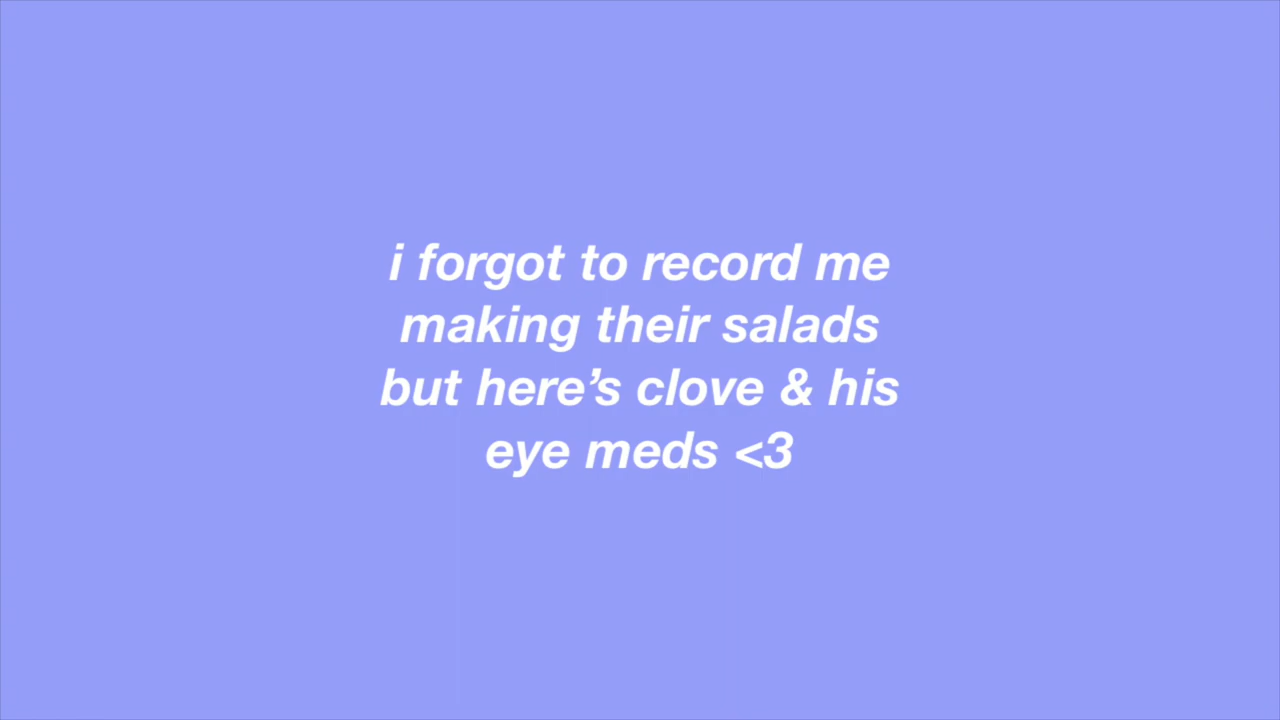 i forgot to record me
making their salads
but here’s clove & his
eye meds <3